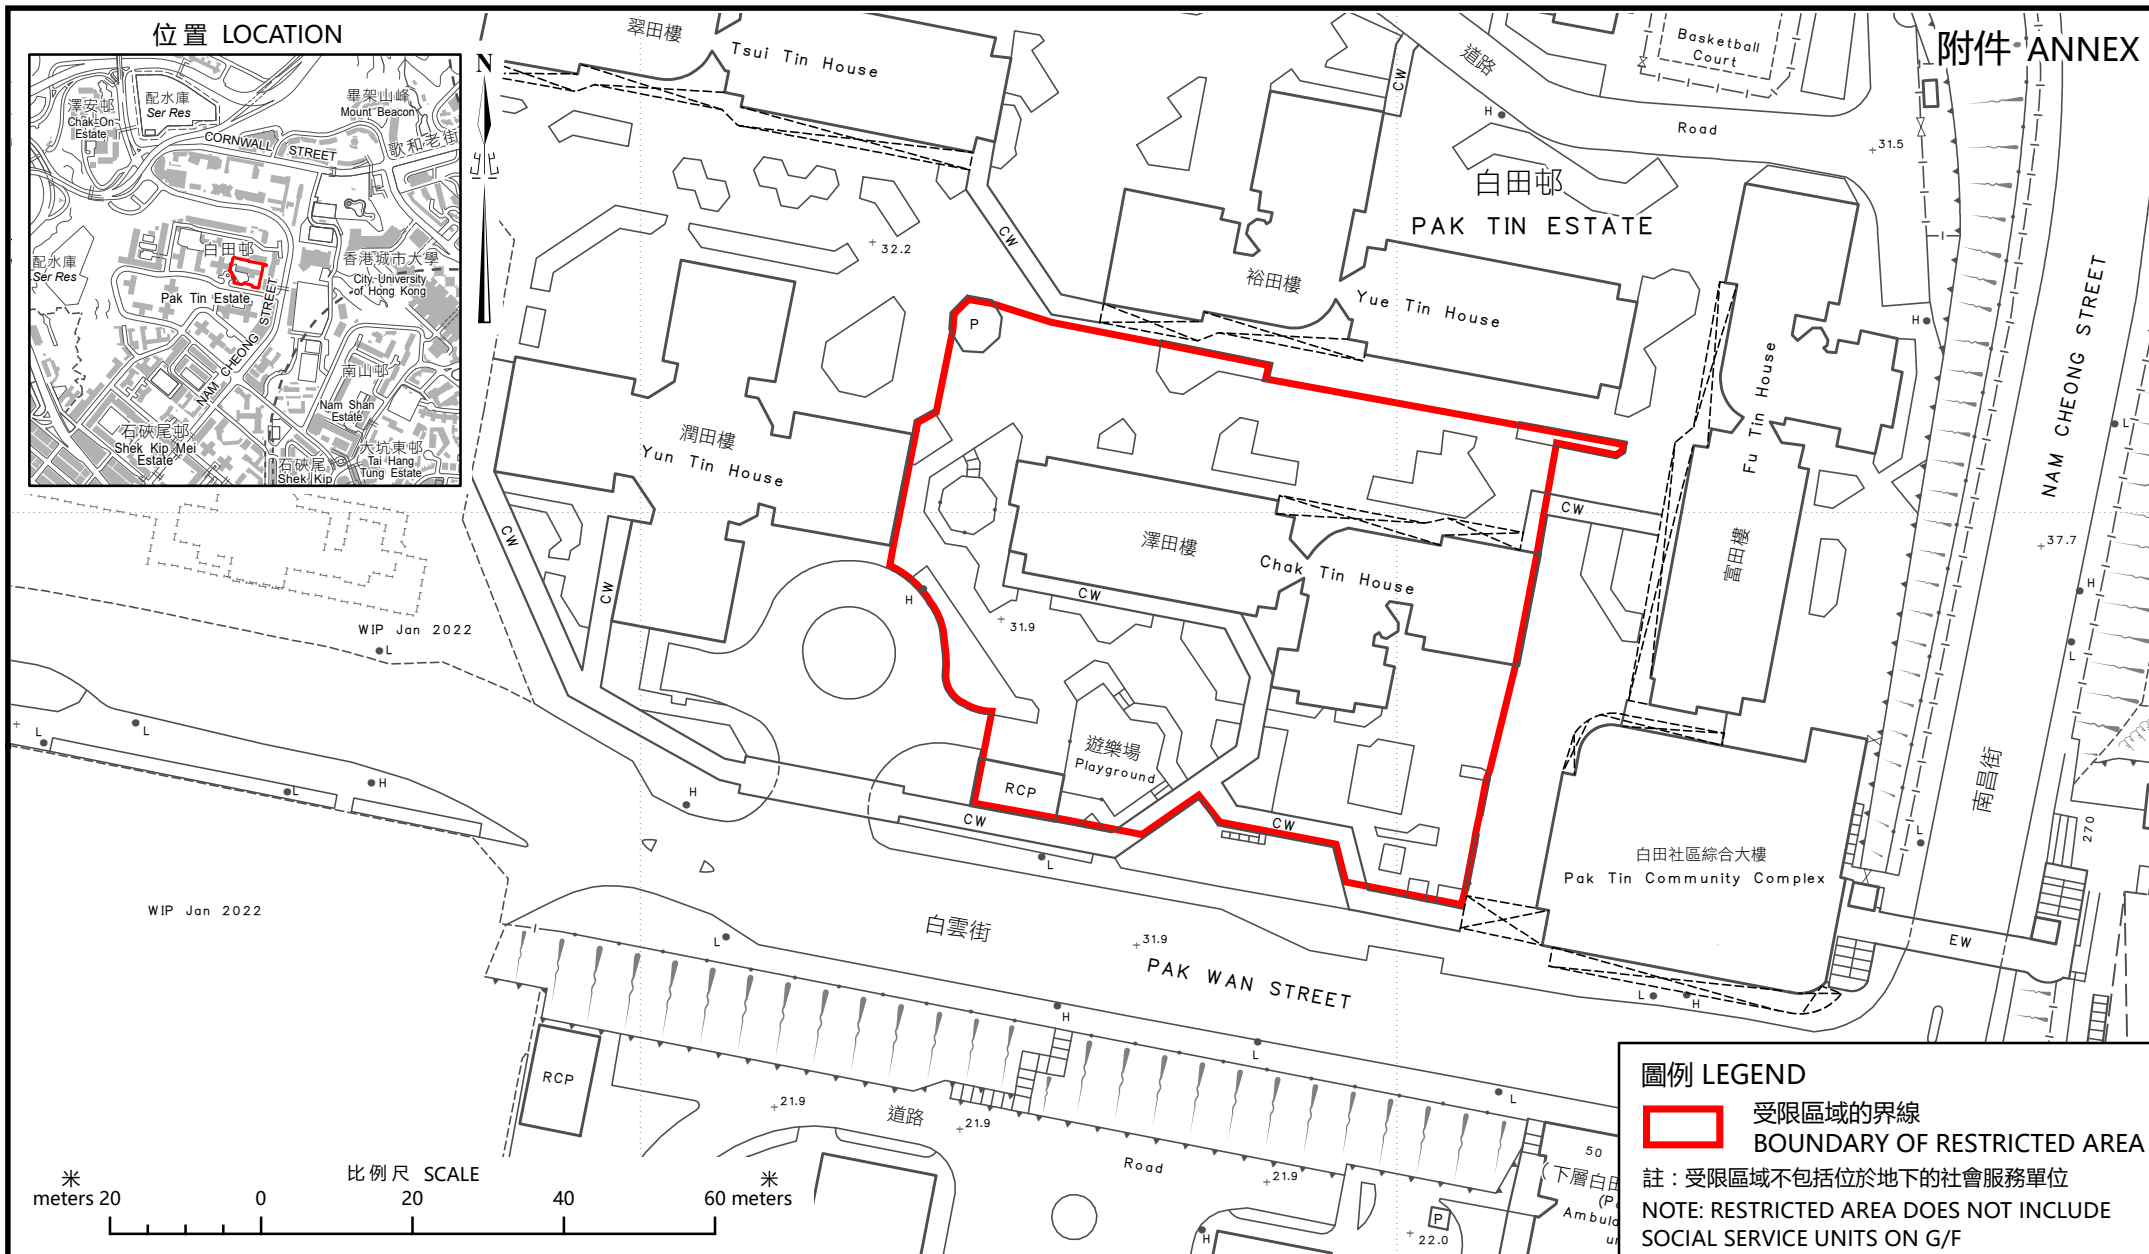 位置 LOCATION
附件 ANNEX
澤安邨
Chak On
Estate
配水庫
Ser Res
畢架山峰
Mount Beacon
CORNWALL STREET
歌和老街
配水庫
Ser Res
白田邨
Pak Tin Estate
香港城市大學
City University
of Hong Kong
NAM CHEONG STREET
南山邨
Nam Shan
Estate
石硤尾邨
Shek Kip Mei
Estate
石硤尾
Shek Kip
大坑東邨
Tai Hang
Tung Estate
N
北
翠田樓
Tsui Tin House
道路
Basketball
Court
Road
CW
H
31.5
白田邨
PAK TIN ESTATE
32.2
CW
裕田樓
Yue Tin House
P
H
富田樓
Fu Tin House
NAM CHEONG STREET
南昌街
潤田樓
Yun Tin House
澤田樓
Chak Tin House
CW
CW
CW
CW
H
31.9
37.7
H
L
L
WIP Jan 2022
L
遊樂場
Playground
RCP
CW
CW
L
L
L
L
H
H
L
270
白田社區綜合大樓
Pak Tin Community Complex
EW
WIP Jan 2022
白雲街
PAK WAN STREET
31.9
L
H
L
L
H
L
RCP
21.9
道路
21.9
Road
21.9
H
P
22.0
50
(下層白田
(P
Ambula
u
比例尺 SCALE
米
meters 20 0 20 40 60 meters
米
圖例 LEGEND
受限區域的界線
BOUNDARY OF RESTRICTED AREA
註：受限區域不包括位於地下的社會服務單位
NOTE: RESTRICTED AREA DOES NOT INCLUDE
SOCIAL SERVICE UNITS ON G/F